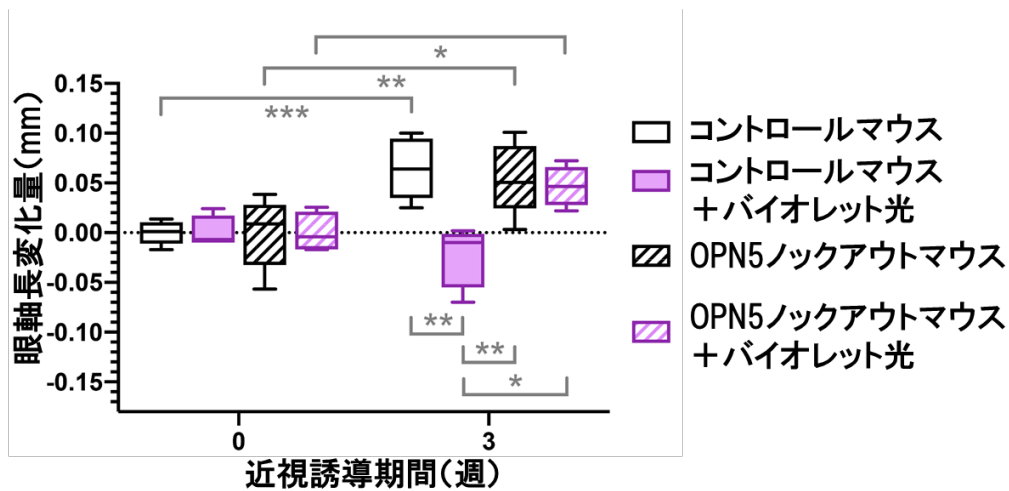 *
**
***
0.15
0.10
0.05
0.00
-0.05
-0.10
-0.15
眼軸長変化量(mm)
**
**
*
0
3
近視誘導期間(週)
コントロールマウス
コントロールマウス
+バイオレット光
OPN5ノックアウトマウス
OPN5ノックアウトマウス
+バイオレット光